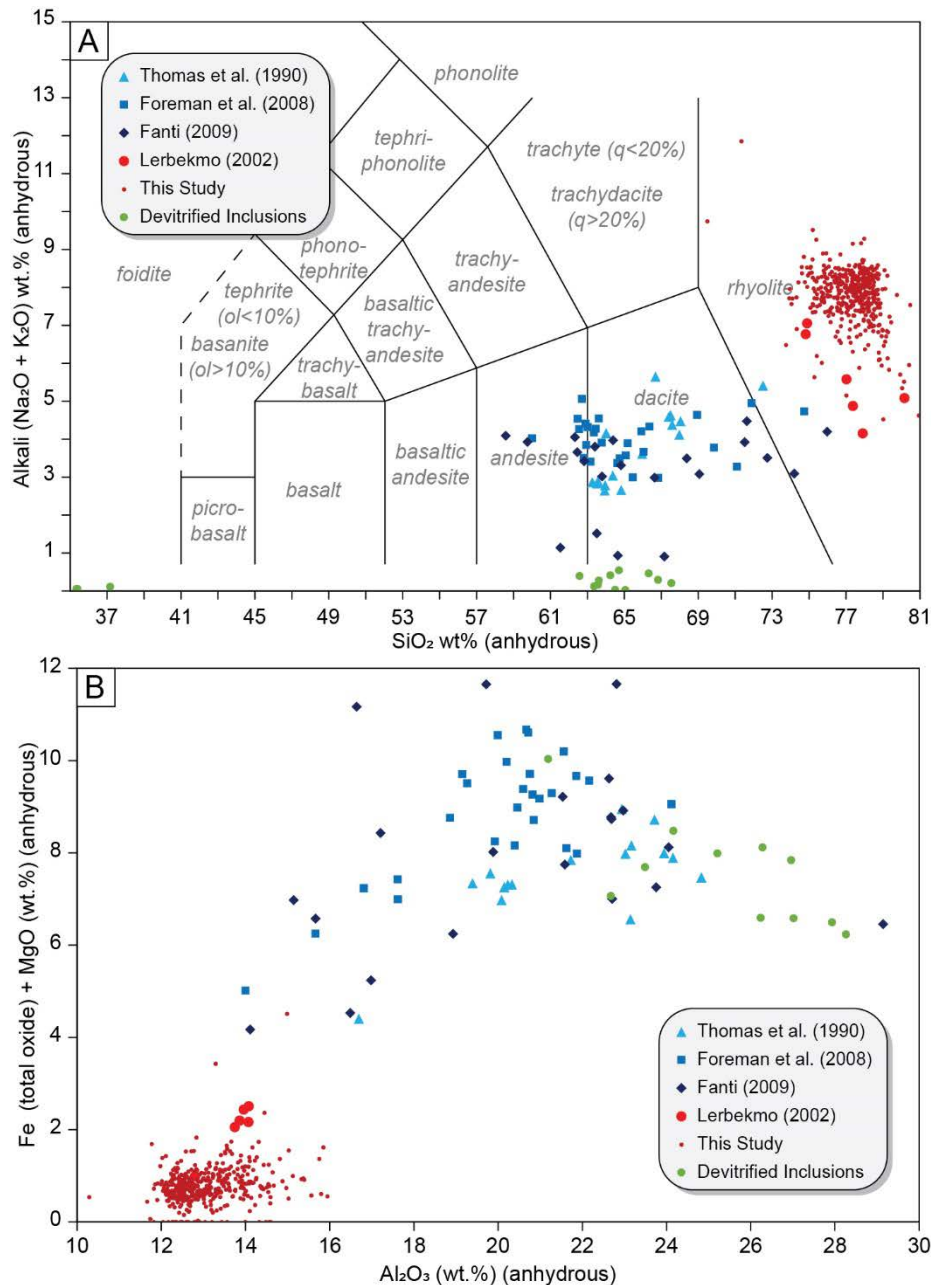 A
15
13
11
9
7
5
3
1
Alkali (Na₂O + K₂O) wt.% (anhydrous)
Thomas et al. (1990)
Foreman et al. (2008)
Fanti (2009)
Lerbekmo (2002)
This Study
Devitrified Inclusions
phonolite
tephri-
phonolite
trachyte (q<20%)
trachydacite
(q>20%)
foidite
phono-
tephrite
trachy-
andesite
rhyolite
tephrite
(ol<10%)
basanite
(ol>10%)
basaltic
trachy-
andesite
trachy-
basalt
dacite
basalt
basaltic
andesite
andesite
picro-
basalt
37 41 45 49 53 57 61 65 69 73 77 81
SiO₂ wt% (anhydrous)
B
12
10
8
6
4
2
0
Fe (total oxide) + MgO (wt.%) (anhydrous)
Thomas et al. (1990)
Foreman et al. (2008)
Fanti (2009)
Lerbekmo (2002)
This Study
Devitrified Inclusions
10 12 14 16 18 20 22 24 26 28 30
Al₂O₃ (wt.%) (anhydrous)